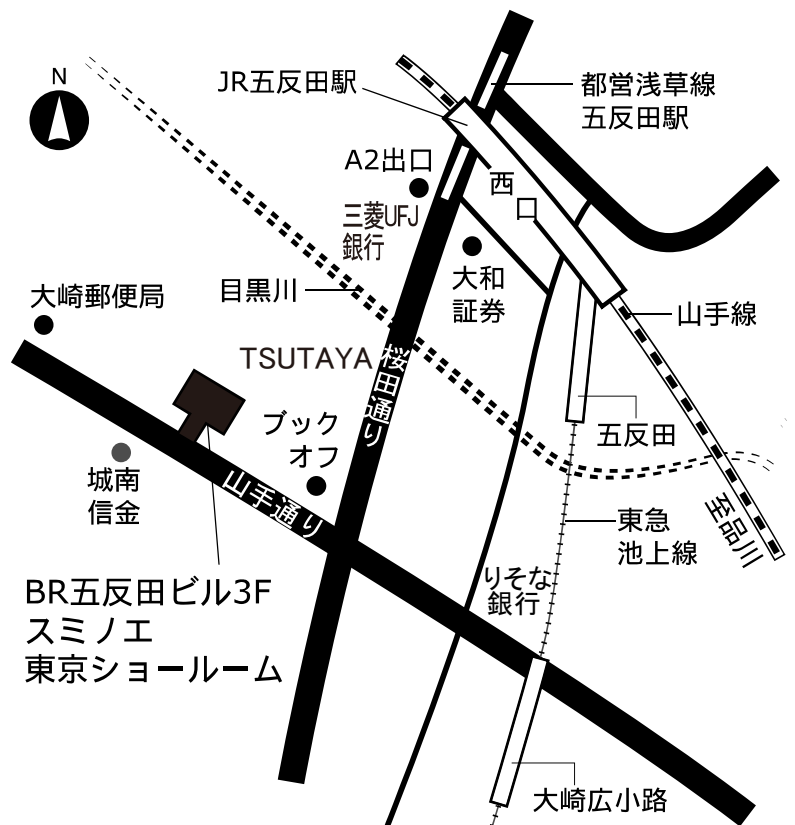 N
JR五反田駅
都営浅草線
五反田駅
A2出口
西
口
三菱UFJ
銀行
大和
証券
目黒川
大崎郵便局
山手線
TSUTAYA
桜田通り
ブック
オフ
五反田
城南
信金
山手通り
至品川
東急
池上線
りそな
銀行
BR五反田ビル3F
スミノエ
東京ショールーム
大崎広小路